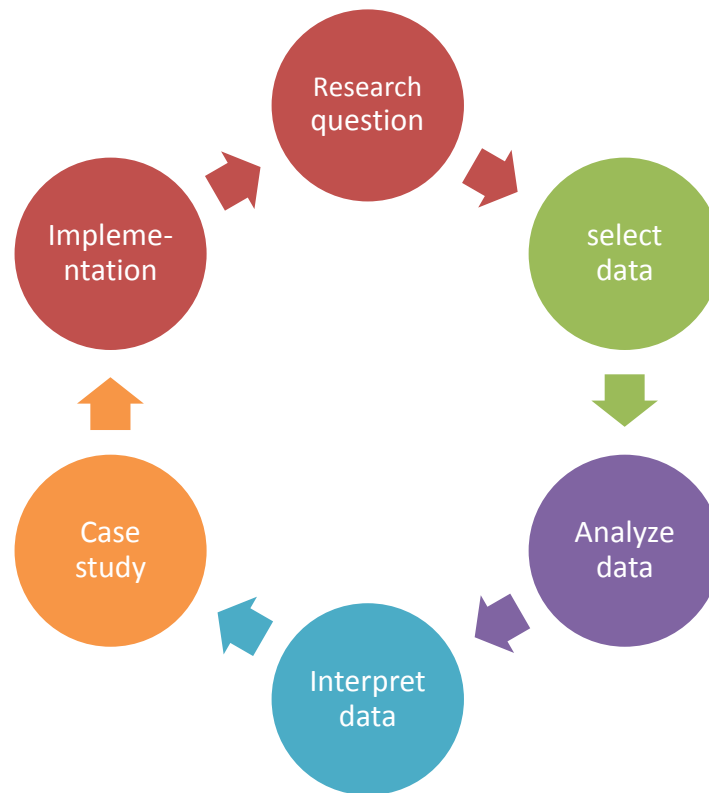 Research
question
select
data
Analyze
data
Interpret
data
Case
study
Impleme-
ntation